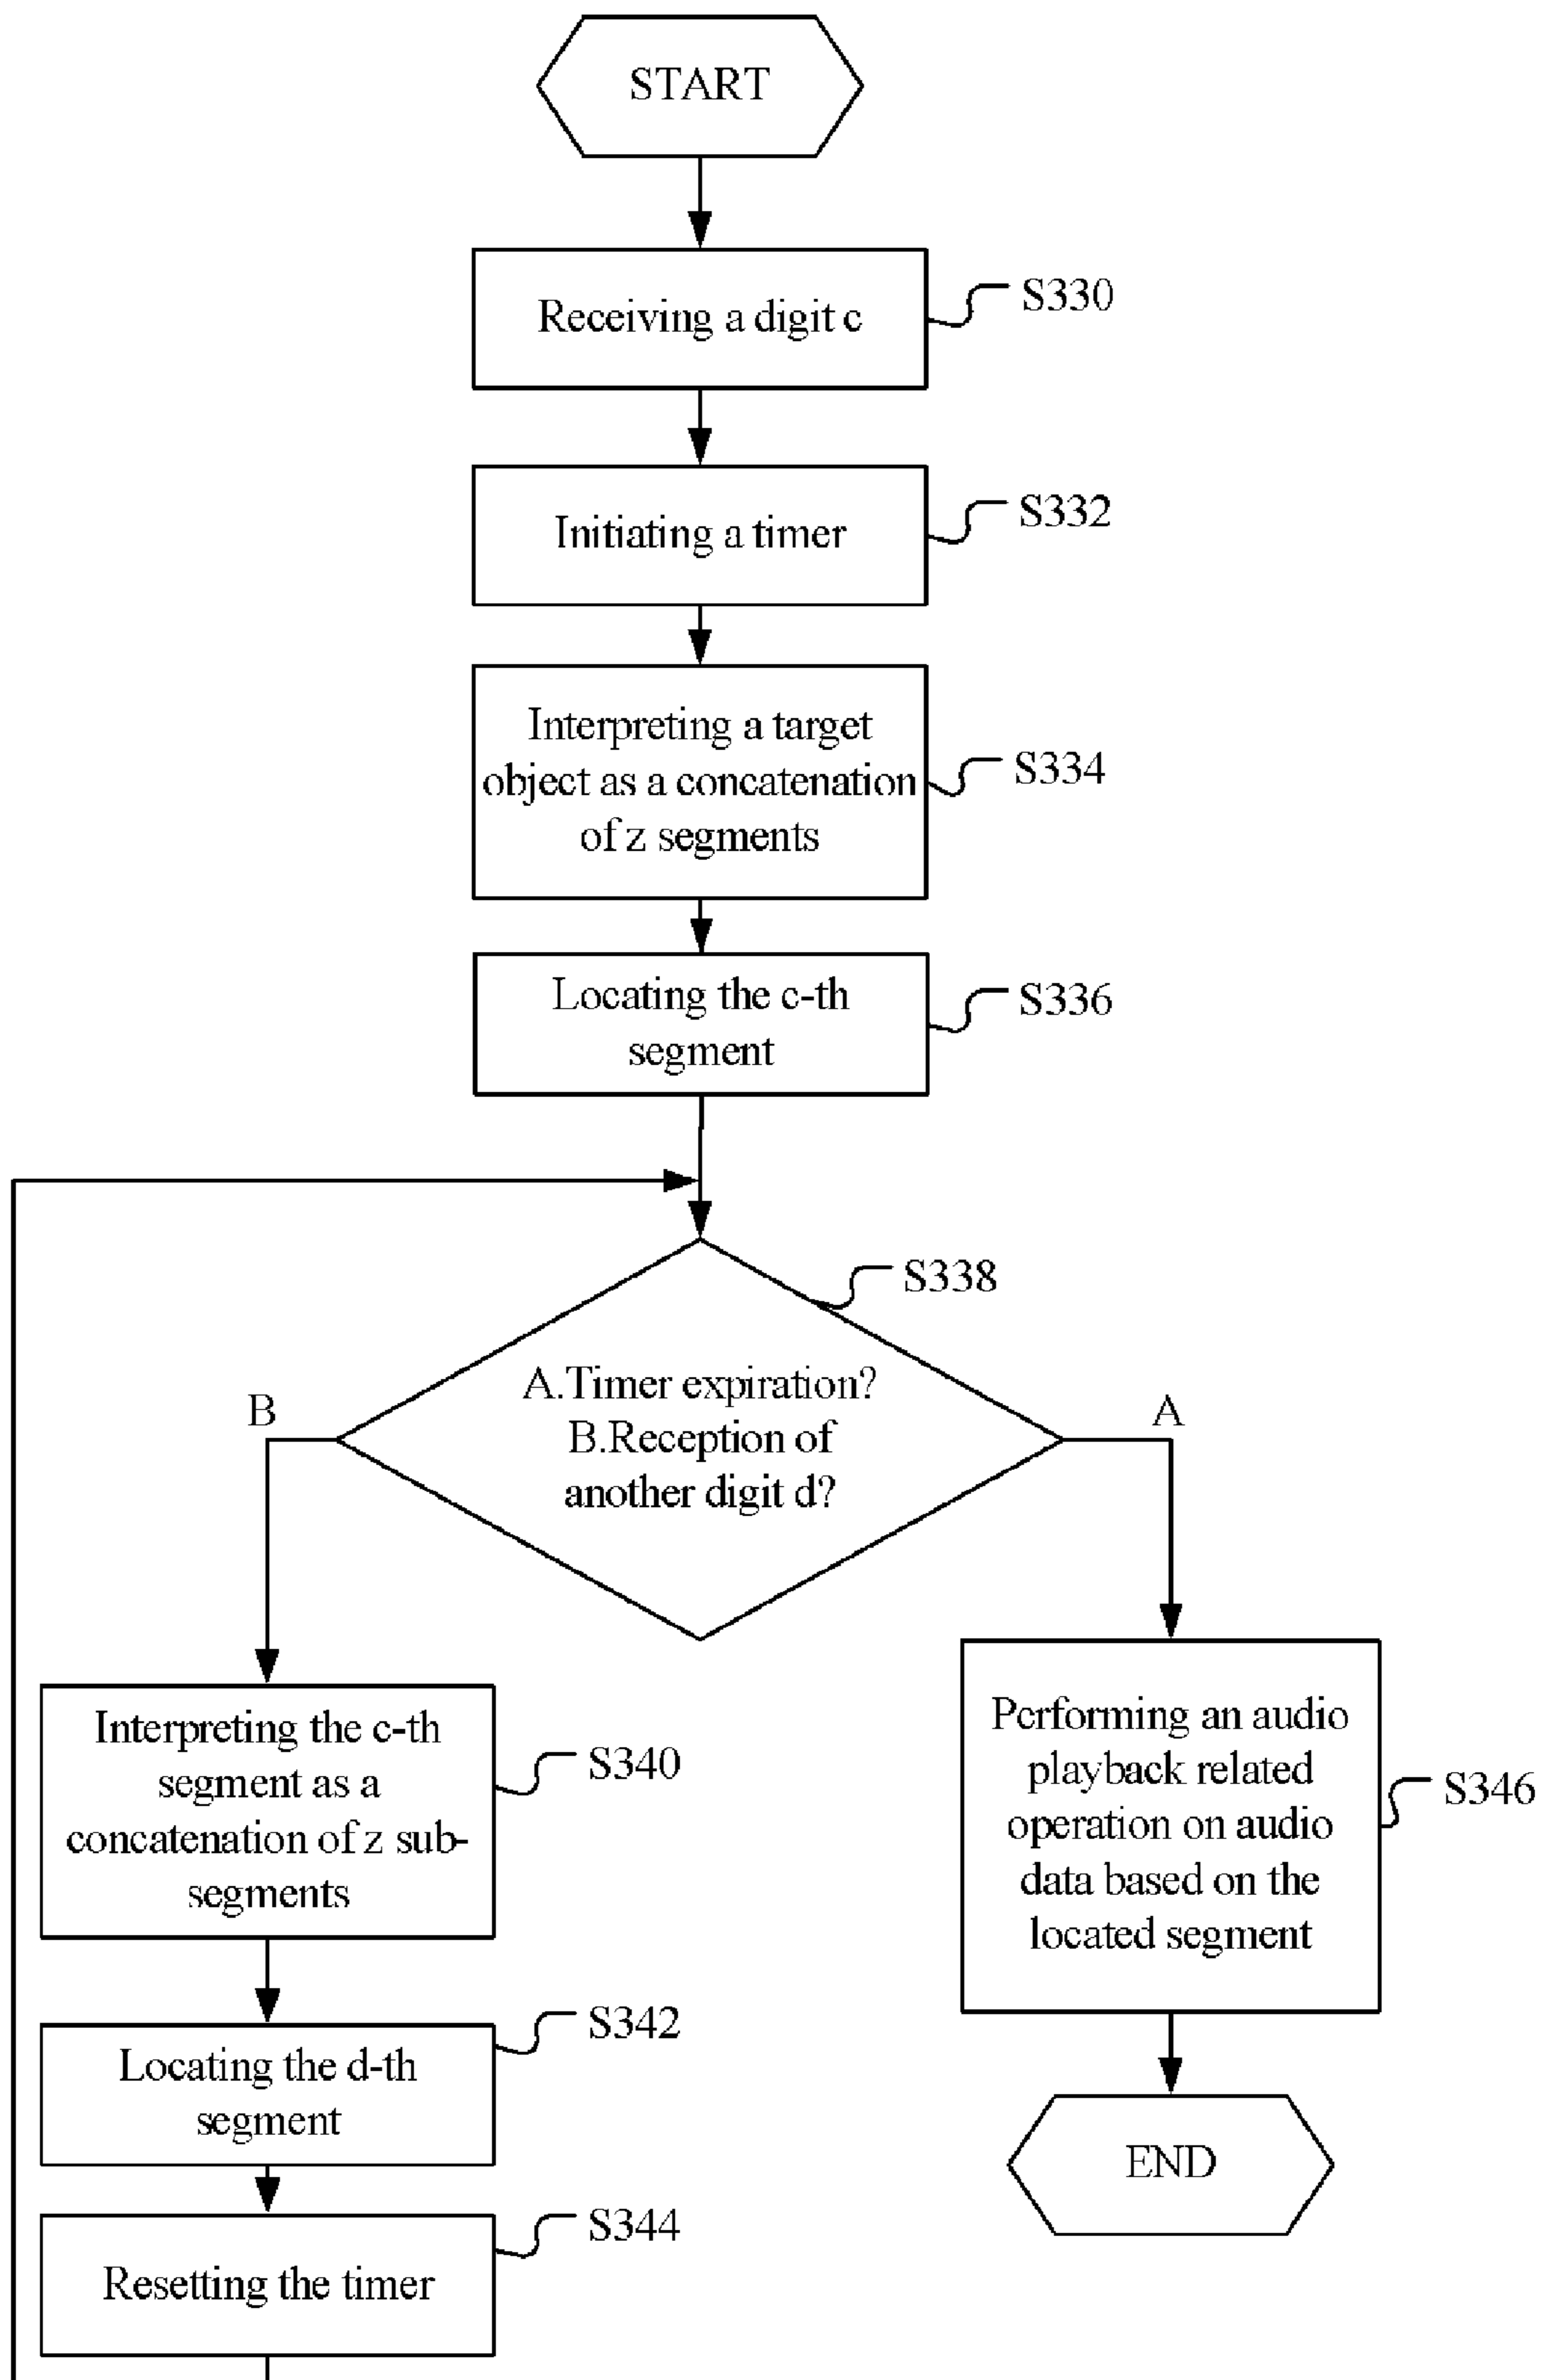 START
Receiving a digit c
S330
Initiating a timer
S332
Interpreting a target
object as a concatenation
of z segments
S334
Locating the c-th
segment
S336
S338
A.Timer expiration?
B.Reception of
another digit d?
B
A
Interpreting the c-th
segment as a
concatenation of z sub-
segments
S340
Performing an audio
playback related
operation on audio
data based on the
located segment
S346
Locating the d-th
segment
S342
END
Resetting the timer
S344